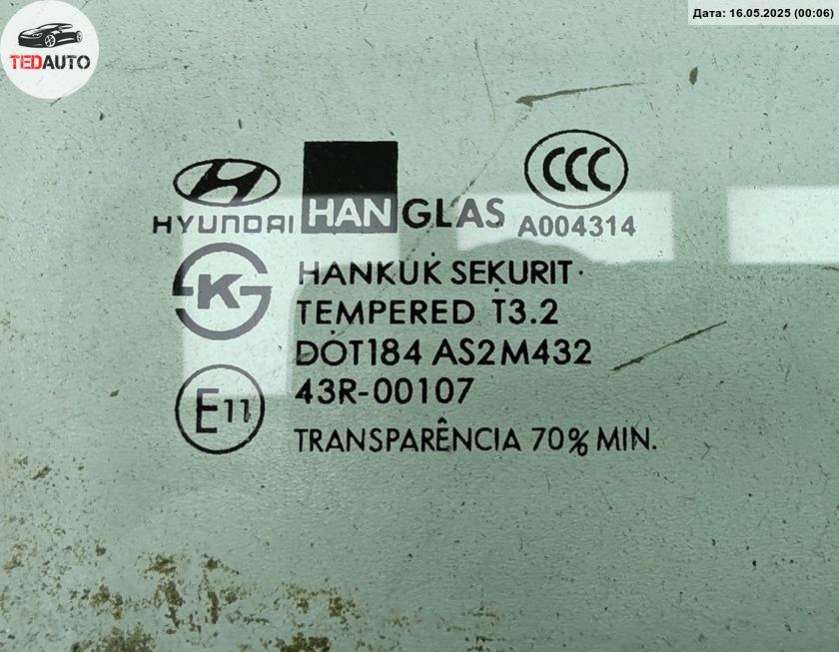 TEDAUTO
Дата: 16.05.2025 (00:06)
HYUNDAI HANGLAS
CCC
A004314
K
HANKUK SEKURIT
TEMPERED T3.2
DOT184 AS2M432
E11
43R-00107
TRANSPARÊNCIA 70% MIN.